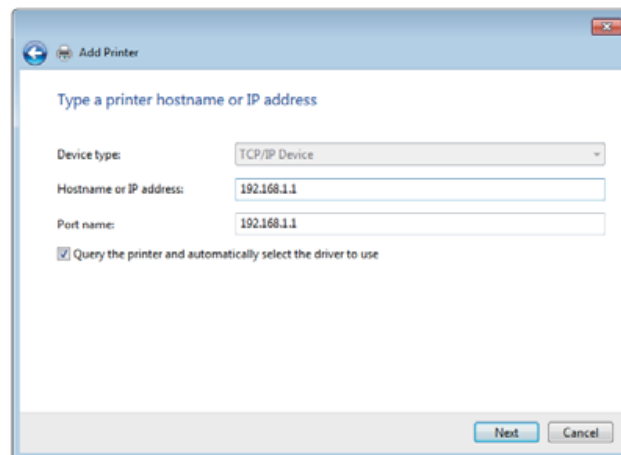 Add Printer
Type a printer hostname or IP address
Device type: TCP/IP Device
Hostname or IP address: 192.168.1.1
Port name: 192.168.1.1
Query the printer and automatically select the driver to use
Next Cancel